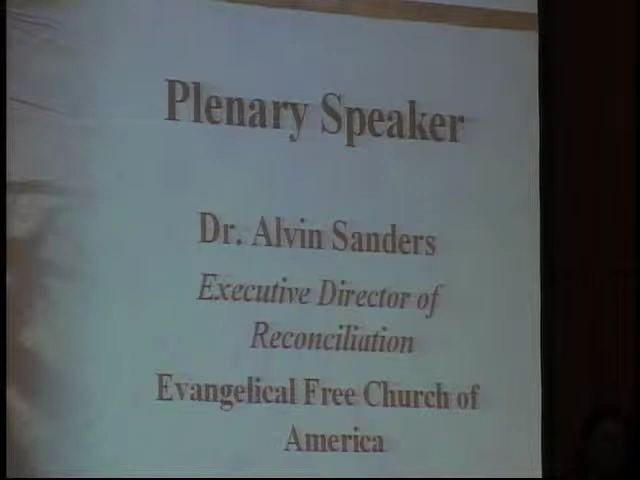 Plenary Speaker
Dr. Alvin Sanders
Executive Director of
Reconciliation
Evangelical Free Church of
America